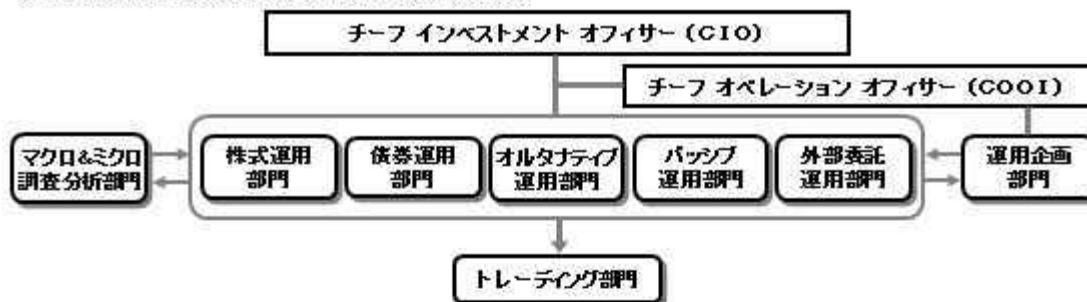 チーフ インベストメント オフィサー (CIO)
チーフ オペレーション オフィサー (COOI)
マクロ&ミクロ
調査分析部門
株式運用
部門
債券運用
部門
オルタナティブ
運用部門
パッシブ
運用部門
外部委託
運用部門
運用企画
部門
トレーディング部門